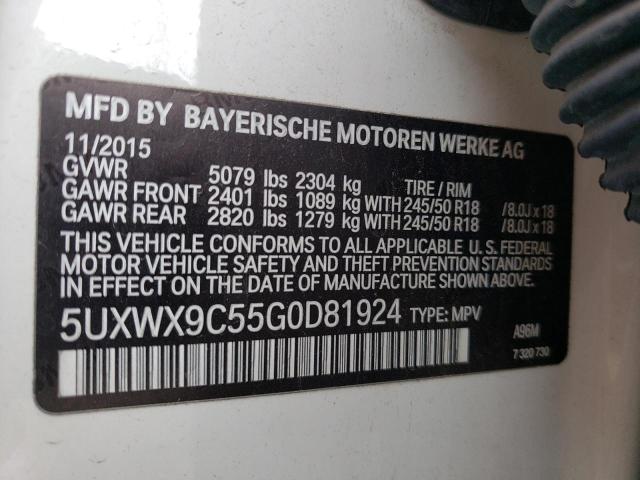 MFD BY BAYERISCHE MOTOREN WERKE AG
11/2015
GVWR 5079 lbs 2304 kg TIRE / RIM
GAWR FRONT 2401 lbs 1089 kg WITH 245/50 R18 /8.0J x 18
GAWR REAR 2820 lbs 1279 kg WITH 245/50 R18 /8.0J x 18
THIS VEHICLE CONFORMS TO ALL APPLICABLE U. S. FEDERAL
MOTOR VEHICLE SAFETY AND THEFT PREVENTION STANDARDS
IN EFFECT ON THE DATE OF MANUFACTURE SHOWN ABOVE.
5UXWX9C55G0D81924 TYPE: MPV A96M
7 320 730